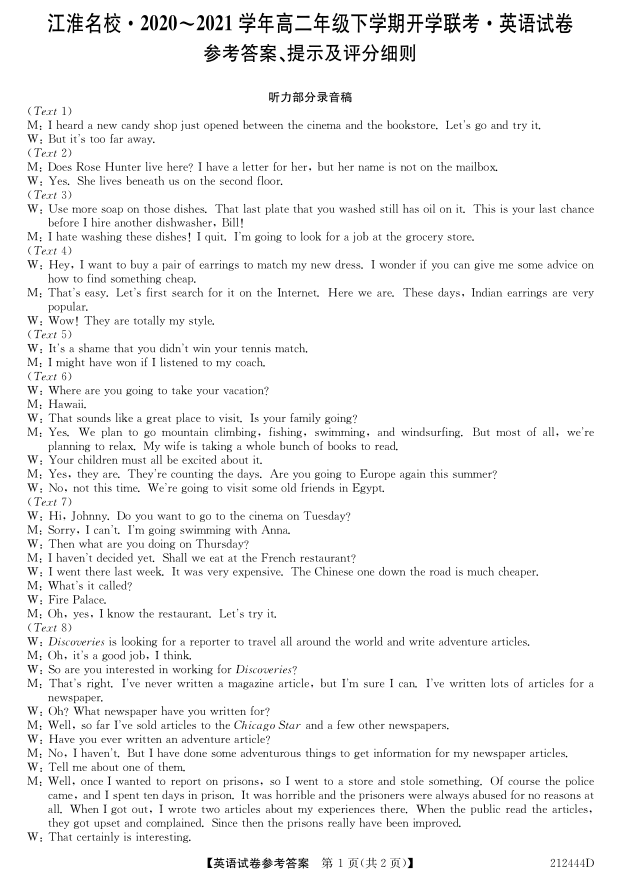 江淮名校·2020～2021学年高二年级下学期开学联考·英语试卷
参考答案、提示及评分细则
听力部分录音稿
(Text 1)
M: I heard a new candy shop just opened between the cinema and the bookstore. Let's go and try it.
W: But it's too far away.
(Text 2)
M: Does Rose Hunter live here? I have a letter for her, but her name is not on the mailbox.
W: Yes. She lives beneath us on the second floor.
(Text 3)
W: Use more soap on those dishes. That last plate that you washed still has oil on it. This is your last chance
before I hire another dishwasher, Bill!
M: I hate washing these dishes! I quit. I'm going to look for a job at the grocery store.
(Text 4)
W: Hey, I want to buy a pair of earrings to match my new dress. I wonder if you can give me some advice on
how to find something cheap.
M: That's easy. Let's first search for it on the Internet. Here we are. These days, Indian earrings are very
popular.
W: Wow! They are totally my style.
(Text 5)
W: It's a shame that you didn't win your tennis match.
M: I might have won if I listened to my coach.
(Text 6)
W: Where are you going to take your vacation?
M: Hawaii.
W: That sounds like a great place to visit. Is your family going?
M: Yes. We plan to go mountain climbing, fishing, swimming, and windsurfing. But most of all, we're
planning to relax. My wife is taking a whole bunch of books to read.
W: Your children must all be excited about it.
M: Yes, they are. They're counting the days. Are you going to Europe again this summer?
W: No, not this time. We're going to visit some old friends in Egypt.
(Text 7)
W: Hi, Johnny. Do you want to go to the cinema on Tuesday?
M: Sorry, I can't. I'm going swimming with Anna.
W: Then what are you doing on Thursday?
M: I haven't decided yet. Shall we eat at the French restaurant?
W: I went there last week. It was very expensive. The Chinese one down the road is much cheaper.
M: What's it called?
W: Fire Palace.
M: Oh, yes, I know the restaurant. Let's try it.
(Text 8)
W: Discoveries is looking for a reporter to travel all around the world and write adventure articles.
M: Oh, it's a good job, I think.
W: So are you interested in working for Discoveries?
M: That's right. I've never written a magazine article, but I'm sure I can. I've written lots of articles for a
newspaper.
W: Oh? What newspaper have you written for?
M: Well, so far I've sold articles to the Chicago Star and a few other newspapers.
W: Have you ever written an adventure article?
M: No, I haven't. But I have done some adventurous things to get information for my newspaper articles.
W: Tell me about one of them.
M: Well, once I wanted to report on prisons, so I went to a store and stole something. Of course the police
came, and I spent ten days in prison. It was horrible and the prisoners were always abused for no reasons at
all. When I got out, I wrote two articles about my experiences there. When the public read the articles,
they got upset and complained. Since then the prisons really have been improved.
W: That certainly is interesting.
【英语试卷参考答案 第1页(共2页)】 212444D